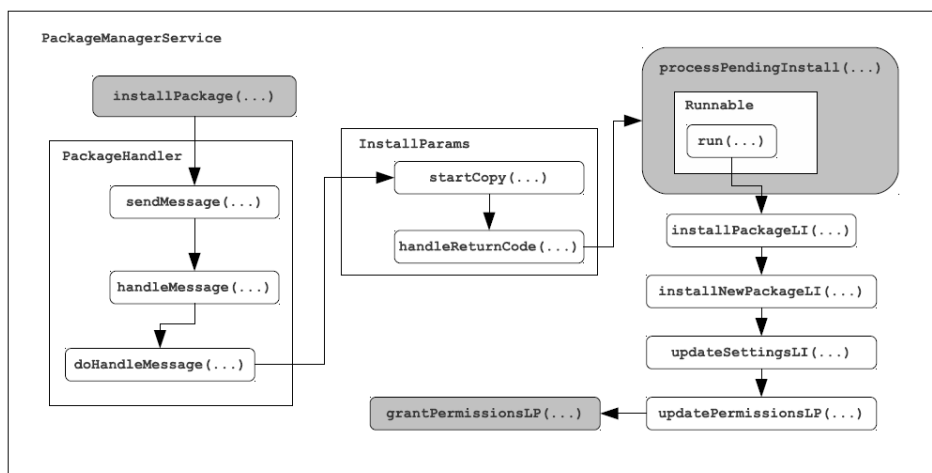 PackageManagerService
installPackage(...)
PackageHandler
sendMessage(...)
handleMessage(...)
doHandleMessage(...)
InstallParams
startCopy(...)
handleReturnCode(...)
processPendingInstall(...)
Runnable
run(...)
installPackageLI(...)
installNewPackageLI(...)
updateSettingsLI(...)
updatePermissionsLP(...)
grantPermissionsLP(...)